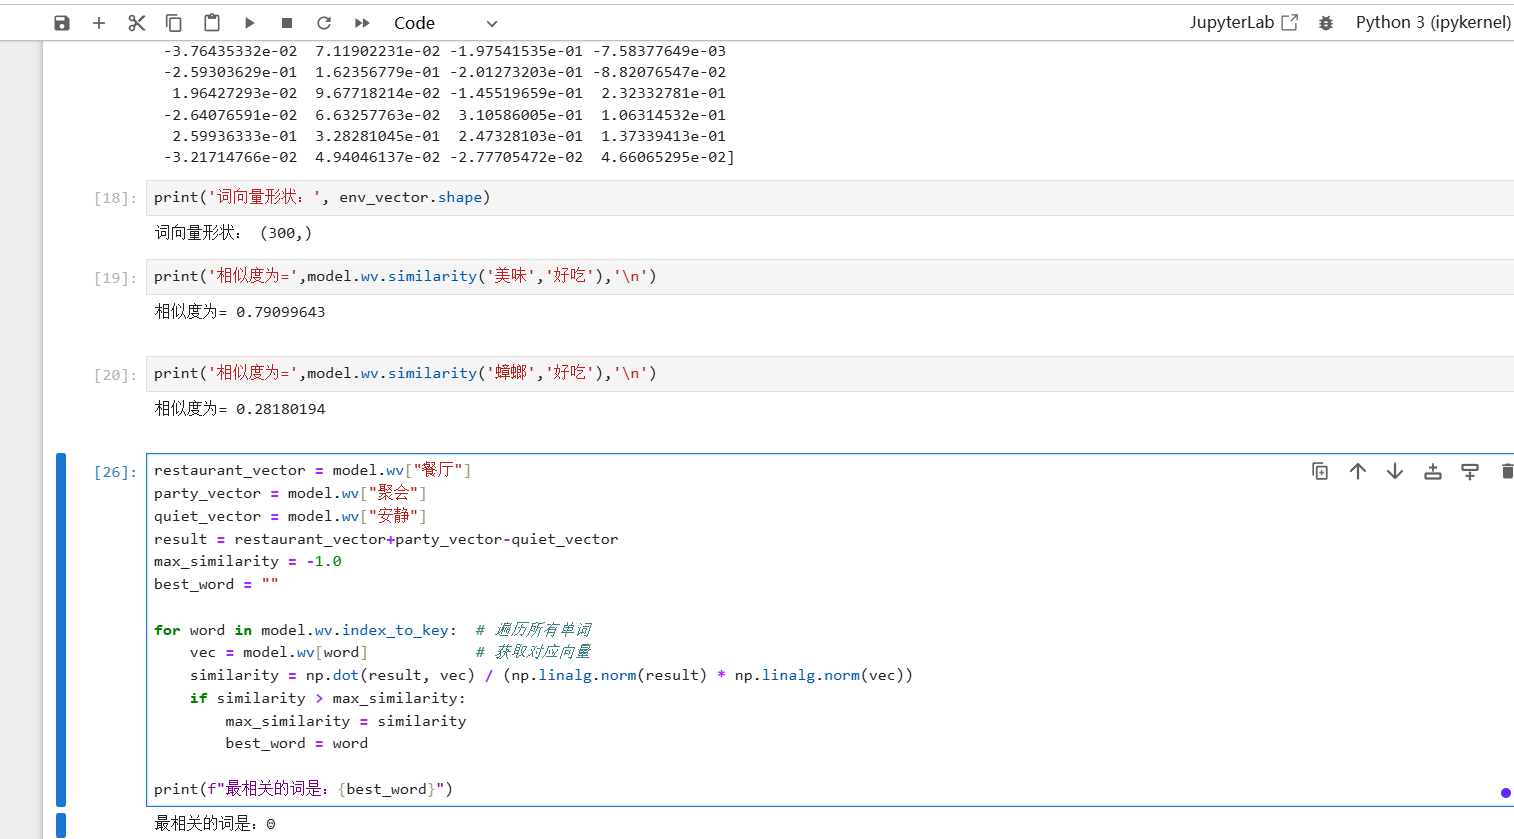 Code
JupyterLab
Python 3 (ipykernel)
-3.76435332e-02  7.11902231e-02 -1.97541535e-01 -7.58377649e-03
-2.59303629e-01  1.62356779e-01 -2.01273203e-01 -8.82076547e-02
1.96427293e-02  9.67718214e-02 -1.45519659e-01  2.32332781e-01
-2.64076591e-02  6.63257763e-02  3.10586005e-01  1.06314532e-01
2.59936333e-01  3.28281045e-01  2.47328103e-01  1.37339413e-01
-3.21714766e-02  4.94046137e-02 -2.77705472e-02  4.66065295e-02]
[18]: print('词向量形状：', env_vector.shape)
词向量形状： (300,)
[19]: print('相似度为=',model.wv.similarity('美味','好吃'),'\n')
相似度为= 0.79099643
[20]: print('相似度为=',model.wv.similarity('蟑螂','好吃'),'\n')
相似度为= 0.28180194
[26]: restaurant_vector = model.wv["餐厅"]
party_vector = model.wv["聚会"]
quiet_vector = model.wv["安静"]
result = restaurant_vector+party_vector-quiet_vector
max_similarity = -1.0
best_word = ""
for word in model.wv.index_to_key:  # 遍历所有单词
    vec = model.wv[word]            # 获取对应向量
    similarity = np.dot(result, vec) / (np.linalg.norm(result) * np.linalg.norm(vec))
    if similarity > max_similarity:
        max_similarity = similarity
        best_word = word
print(f"最相关的词是：{best_word}")
最相关的词是：